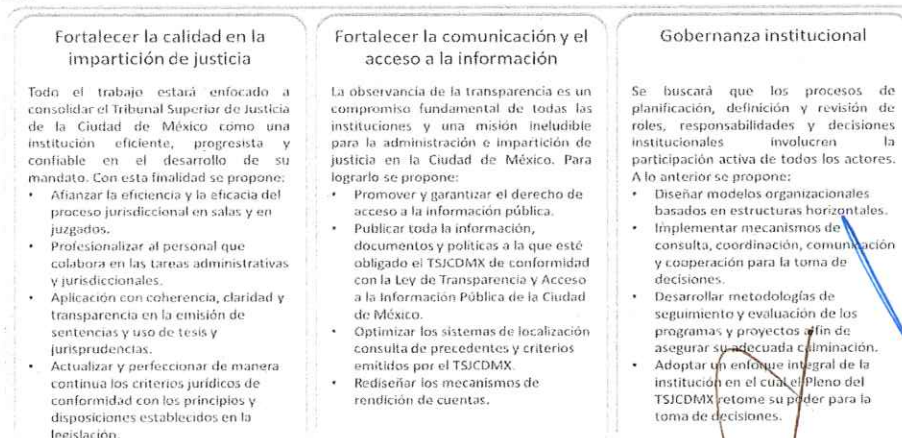 Fortalecer la calidad en la
impartición de justicia
Todo el trabajo estará enfocado a
consolidar el Tribunal Superior de Justicia
de la Ciudad de México como una
institución eficiente, progresista y
confiable en el desarrollo de su
mandato. Con esta finalidad se propone:
• Afianzar la eficiencia y la eficacia del
proceso jurisdiccional en salas y en
juzgados.
• Profesionalizar al personal que
colabora en las tareas administrativas
y jurisdiccionales.
• Aplicación con coherencia, claridad y
transparencia en la emisión de
sentencias y uso de tesis y
jurisprudencias.
• Actualizar y perfeccionar de manera
continua los criterios jurídicos de
conformidad con los principios y
disposiciones establecidos en la
legislación.
Fortalecer la comunicación y el
acceso a la información
La observancia de la transparencia es un
compromiso fundamental de todas las
instituciones y una misión ineludible
para la administración e impartición de
justicia en la Ciudad de México. Para
lograrlo se propone:
• Promover y garantizar el derecho de
acceso a la información pública.
• Publicar toda la información,
documentos y políticas a la que esté
obligado el TSJCDMX de conformidad
con la Ley de Transparencia y Acceso
a la Información Pública de la Ciudad
de México.
• Optimizar los sistemas de localización
consulta de precedentes y criterios
emitidos por el TSJCDMX.
• Rediseñar los mecanismos de
rendición de cuentas.
Gobernanza institucional
Se buscará que los procesos de
planificación, definición y revisión de
roles, responsabilidades y decisiones
institucionales involucren la
participación activa de todos los actores.
A lo anterior se propone:
• Diseñar modelos organizacionales
basados en estructuras horizontales.
• Implementar mecanismos de
consulta, coordinación, comunicación
y cooperación para la toma de
decisiones.
• Desarrollar metodologías de
seguimiento y evaluación de los
programas y proyectos afin de
asegurar su adecuada culminación.
• Adoptar un enfoque integral de la
institución en el cual el Pleno del
TSJCDMX retome su poder para la
toma de decisiones.